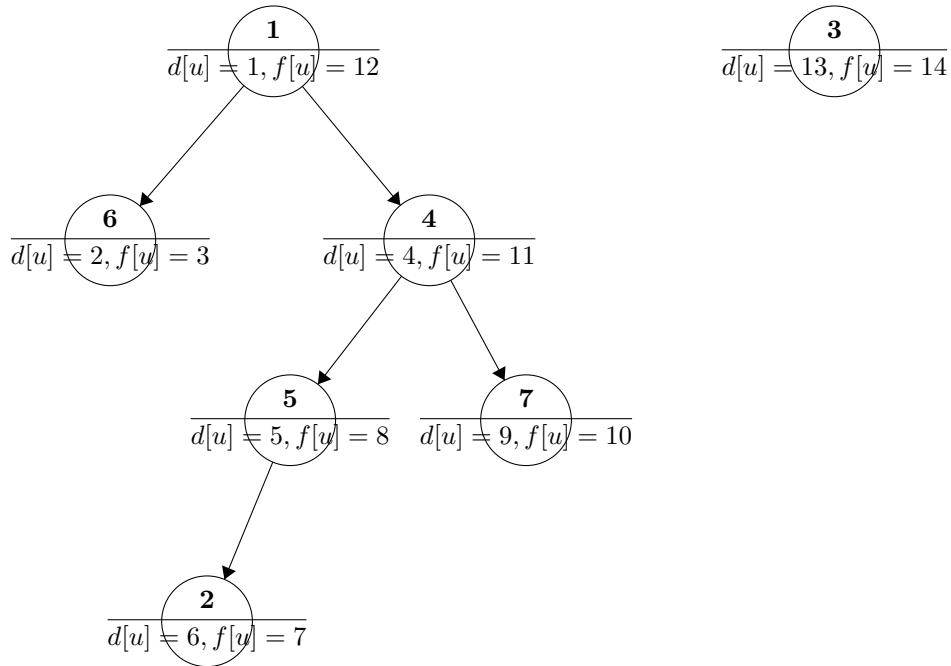 1
d[u] = 1, f[u] = 12
3
d[u] = 13, f[u] = 14
6
d[u] = 2, f[u] = 3
4
d[u] = 4, f[u] = 11
5
d[u] = 5, f[u] = 8
7
d[u] = 9, f[u] = 10
2
d[u] = 6, f[u] = 7